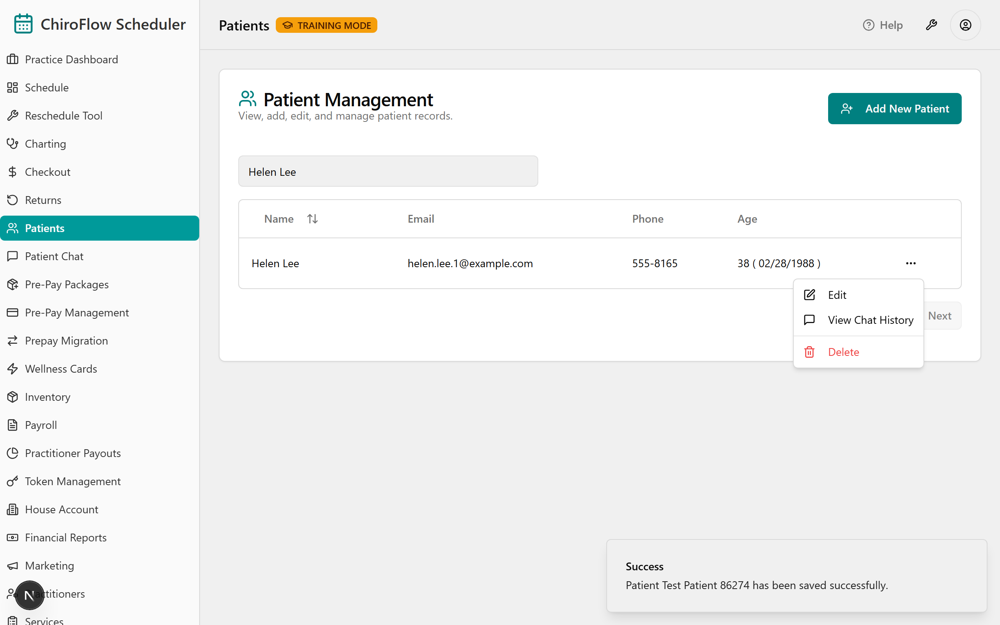 ChiroFlow Scheduler
Practice Dashboard
Schedule
Reschedule Tool
Charting
Checkout
Returns
Patients
Patient Chat
Pre-Pay Packages
Pre-Pay Management
Prepay Migration
Wellness Cards
Inventory
Payroll
Practitioner Payouts
Token Management
House Account
Financial Reports
Marketing
N
Services
Patients
TRAINING MODE
Help
Patient Management
View, add, edit, and manage patient records.
Add New Patient
Helen Lee
Name Email Phone Age
Helen Lee helen.lee.1@example.com 555-8165 38 ( 02/28/1988 )
Edit
View Chat History
Delete
Next
Success
Patient Test Patient 86274 has been saved successfully.